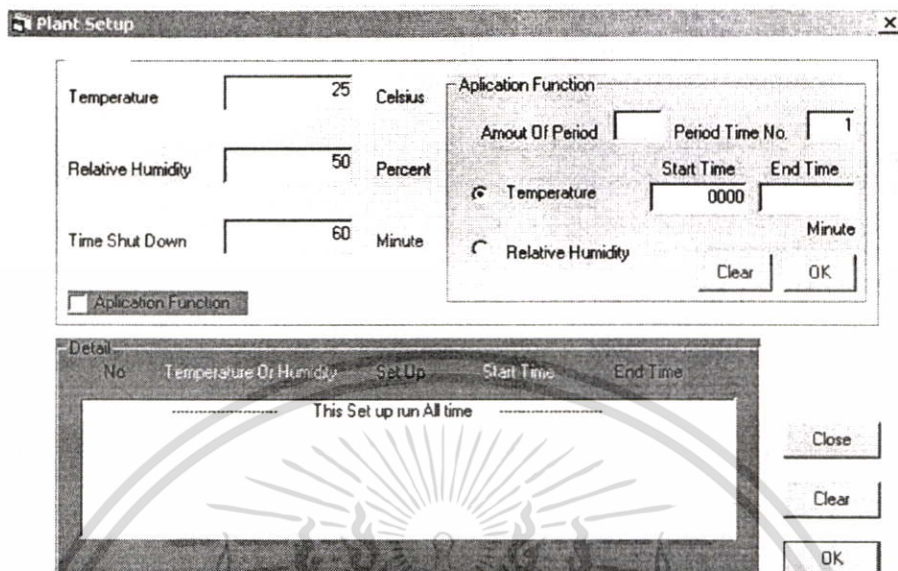 Plant Setup
Temperature 25 Celsius
Relative Humidity 50 Percent
Time Shut Down 60 Minute
Aplication Function
Aplication Function
Amout Of Period Period Time No. 1
Start Time End Time
Temperature 0000
Minute
Relative Humidity
Clear OK
Detail
No Temperature Or Humidity Set Up Start Time End Time
---------------------- This Set up run All time ----------------------
Close
Clear
OK